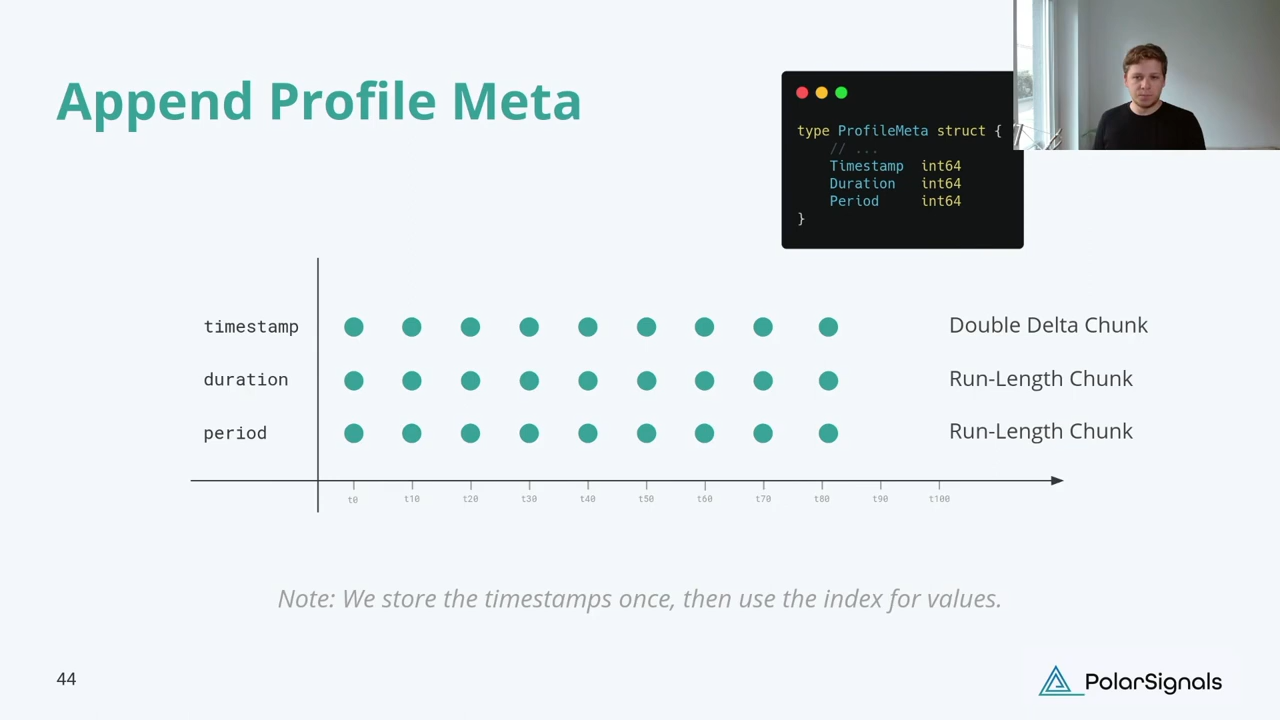 Append Profile Meta
type ProfileMeta struct {
// ...
Timestamp int64
Duration int64
Period int64
}
timestamp
Double Delta Chunk
duration
Run-Length Chunk
period
Run-Length Chunk
t0 t10 t20 t30 t40 t50 t60 t70 t80 t90 t100
Note: We store the timestamps once, then use the index for values.
44
PolarSignals